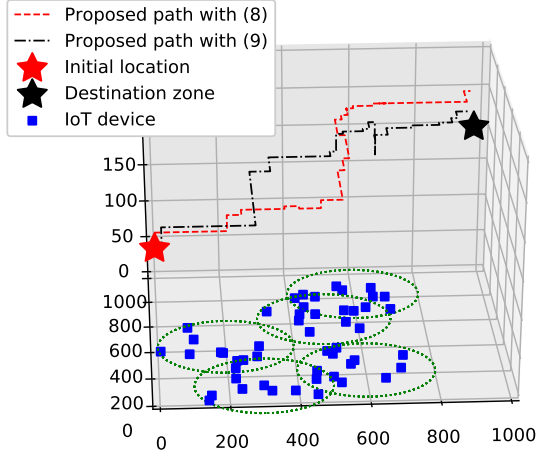 Proposed path with (8)
Proposed path with (9)
Initial location
Destination zone
IoT device
150
100
50
0
1000
800
600
400
200
0
0 200 400 600 800 1000